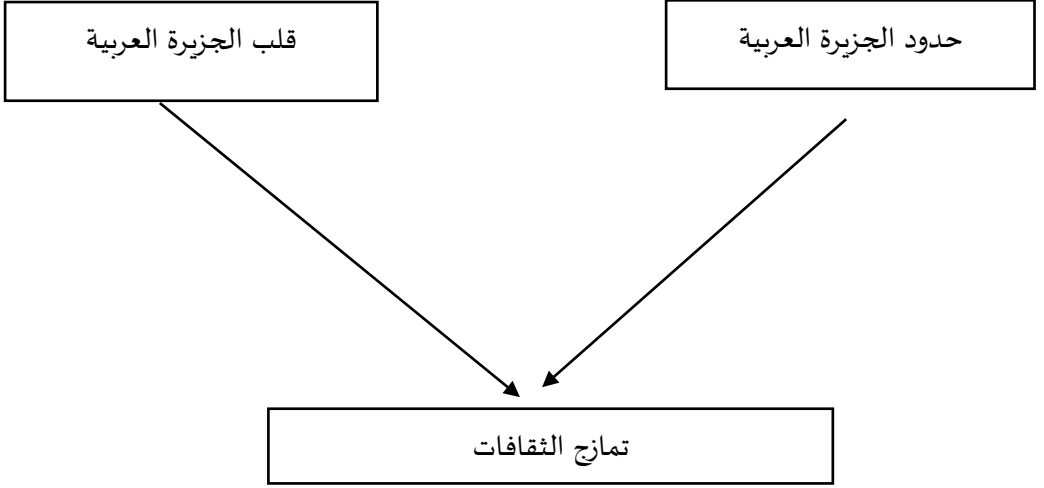 حدود الجزيرة العربية
قلب الجزيرة العربية
تمازج الثقافات